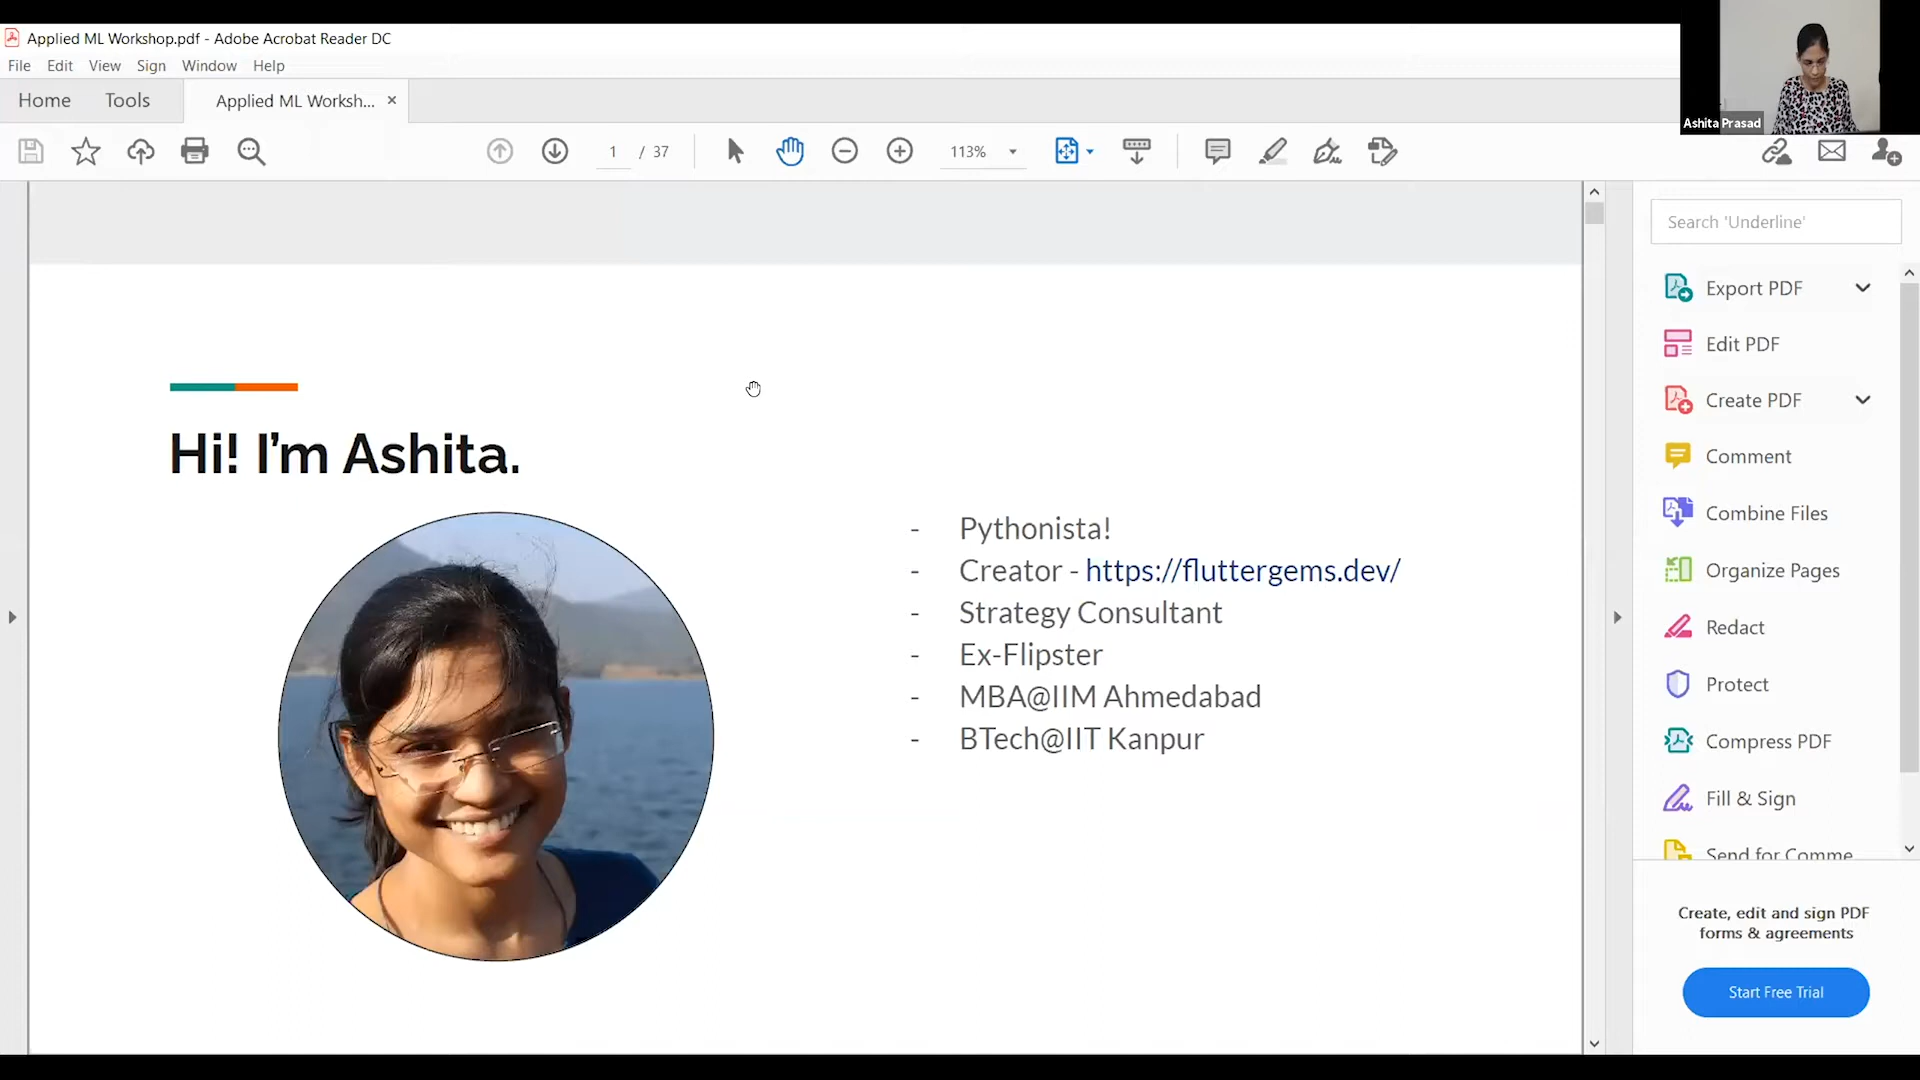 Applied ML Workshop.pdf - Adobe Acrobat Reader DC
File Edit View Sign Window Help
Home Tools Applied ML Worksh... ×
Ashita Prasad
1 / 37 113%
Search 'Underline'
Export PDF
Edit PDF
Create PDF
Comment
Combine Files
Organize Pages
Redact
Protect
Compress PDF
Fill & Sign
Send for Comme
Create, edit and sign PDF
forms & agreements
Start Free Trial
Hi! I'm Ashita.
- Pythonista!
- Creator - https://fluttergems.dev/
- Strategy Consultant
- Ex-Flipster
- MBA@IIM Ahmedabad
- BTech@IIT Kanpur